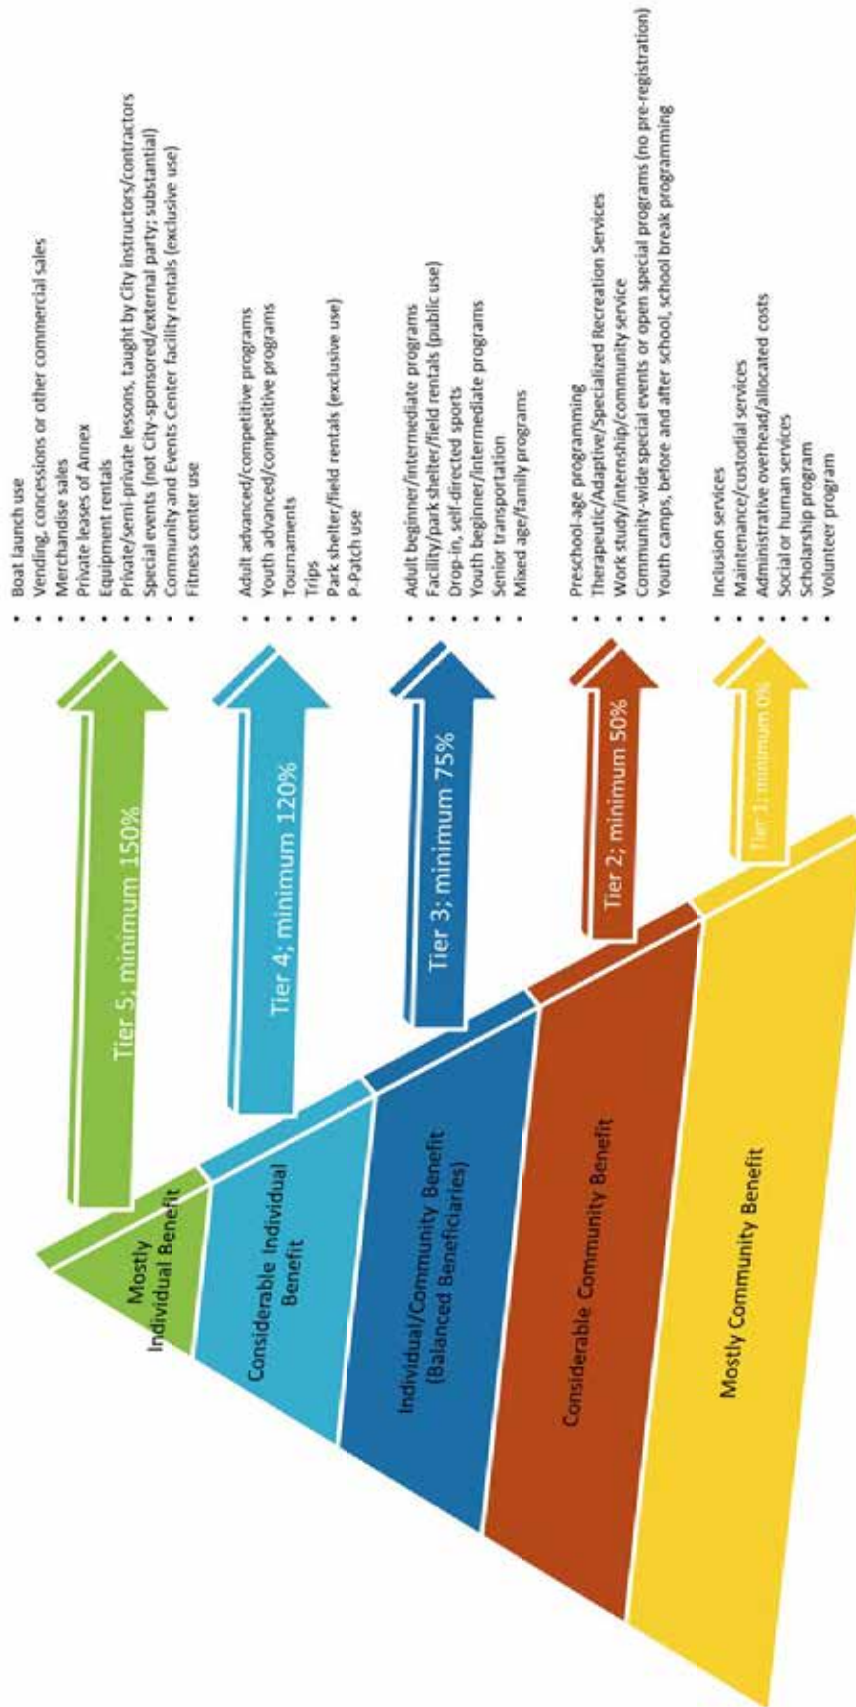 Mostly
Individual Benefit
Tier 5; minimum 150%
• Boat launch use
• Vending, concessions or other commercial sales
• Merchandise sales
• Private leases of Annex
• Equipment rentals
• Private/semi-private lessons, taught by City instructors/contractors
• Special events (not City-sponsored/external party; substantial)
• Community and Events Center facility rentals (exclusive use)
• Fitness center use
Considerable Individual
Benefit
Tier 4; minimum 120%
• Adult advanced/competitive programs
• Youth advanced/competitive programs
• Tournaments
• Trips
• Park shelter/field rentals (exclusive use)
• P-Patch use
Individual/Community Benefit
(Balanced Beneficiaries)
Tier 3; minimum 75%
• Adult beginner/intermediate programs
• Facility/park shelter/field rentals (public use)
• Drop-in, self-directed sports
• Youth beginner/intermediate programs
• Senior transportation
• Mixed age/family programs
Considerable Community Benefit
Tier 2; minimum 50%
• Preschool-age programming
• Therapeutic/Adaptive/Specialized Recreation Services
• Work study/internship/community service
• Community-wide special events or open special programs (no pre-registration)
• Youth camps, before and after school, school break programming
Mostly Community Benefit
Tier 1; minimum 0%
• Inclusion services
• Maintenance/custodial services
• Administrative overhead/allocated costs
• Social or human services
• Scholarship program
• Volunteer program